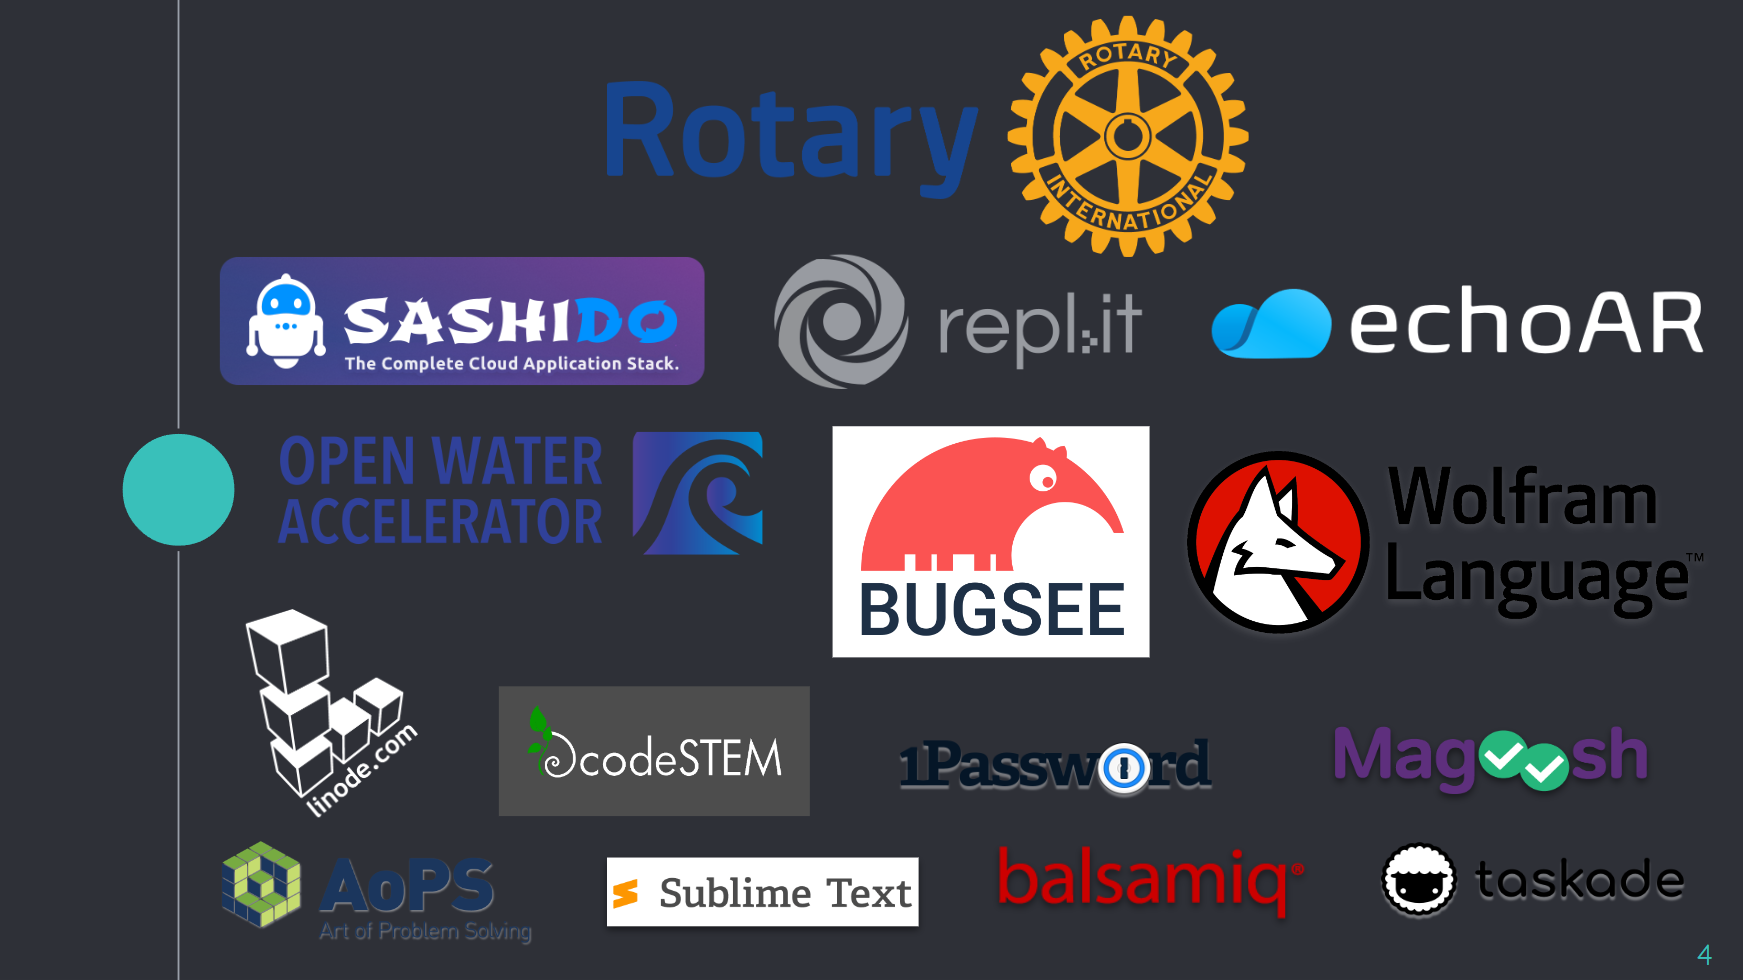 Rotary
ROTARY
INTERNATIONAL
SASHIDO
The Complete Cloud Application Stack.
repl.it
echoAR
OPEN WATER
ACCELERATOR
BUGSEE
Wolfram
Language™
linode.com
codeSTEM
1Password
Magoosh
AoPS
Art of Problem Solving
Sublime Text
balsamiq®
taskade
4